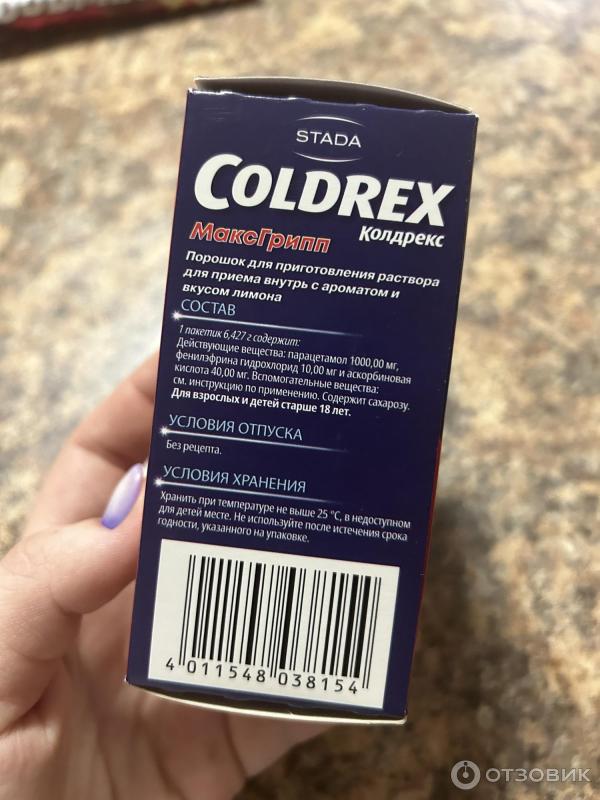 STADA
COLDREX
МаксГрипп Колдрекс
Порошок для приготовления раствора
для приема внутрь с ароматом и
вкусом лимона
СОСТАВ
1 пакетик 6,427 г содержит:
Действующие вещества: парацетамол 1000,00 мг,
фенилэфрина гидрохлорид 10,00 мг и аскорбиновая
кислота 40,00 мг. Вспомогательные вещества:
см. инструкцию по применению. Содержит сахарозу.
Для взрослых и детей старше 18 лет.
УСЛОВИЯ ОТПУСКА
Без рецепта.
УСЛОВИЯ ХРАНЕНИЯ
Хранить при температуре не выше 25 °C, в недоступном
для детей месте. Не используйте после истечения срока
годности, указанного на упаковке.
4 011548 038154
ОТЗОВИК